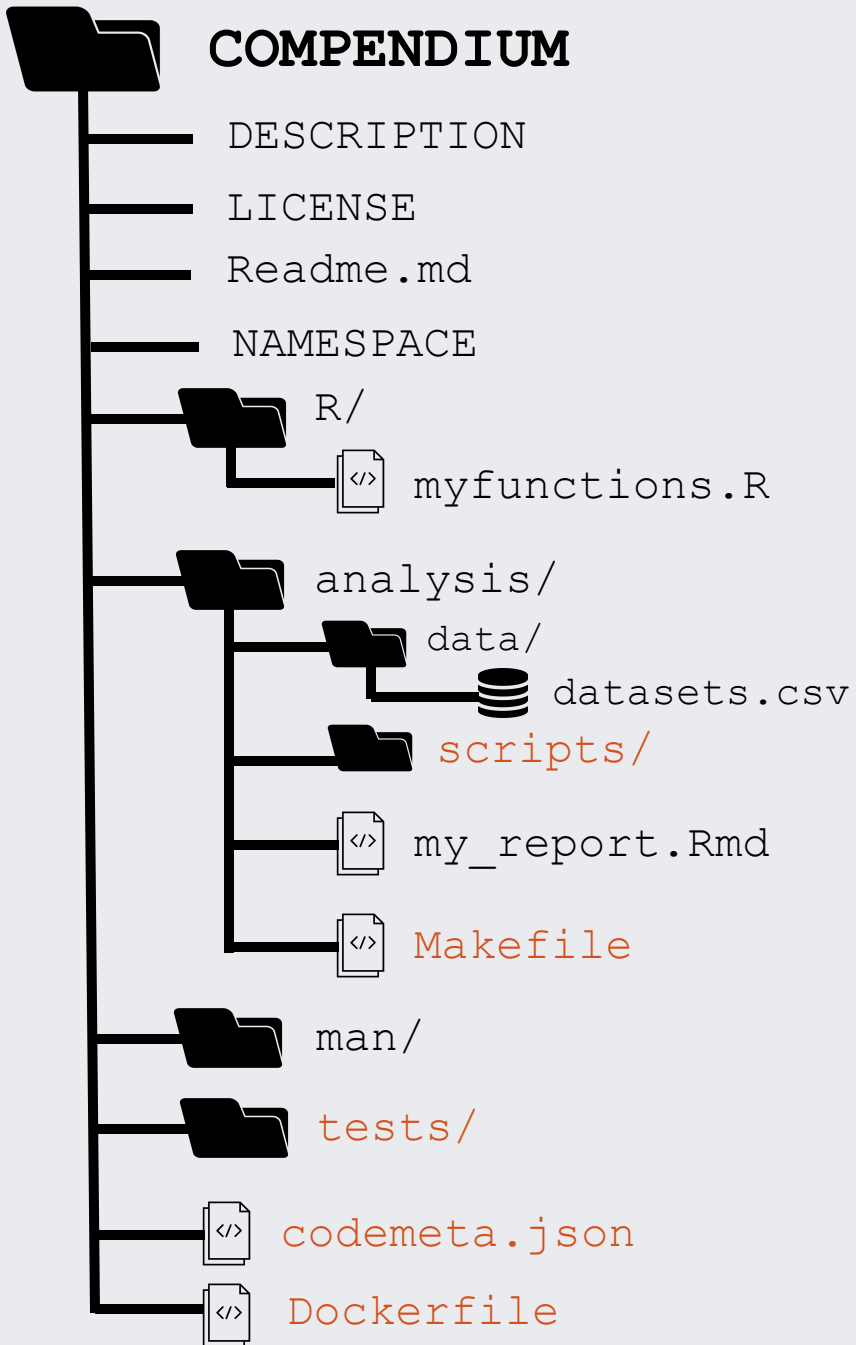 COMPENDIUM
DESCRIPTION
LICENSE
Readme.md
NAMESPACE
R/
</> myfunctions.R
analysis/
data/
datasets.csv
scripts/
</> my_report.Rmd
</> Makefile
man/
tests/
</> codemeta.json
</> Dockerfile